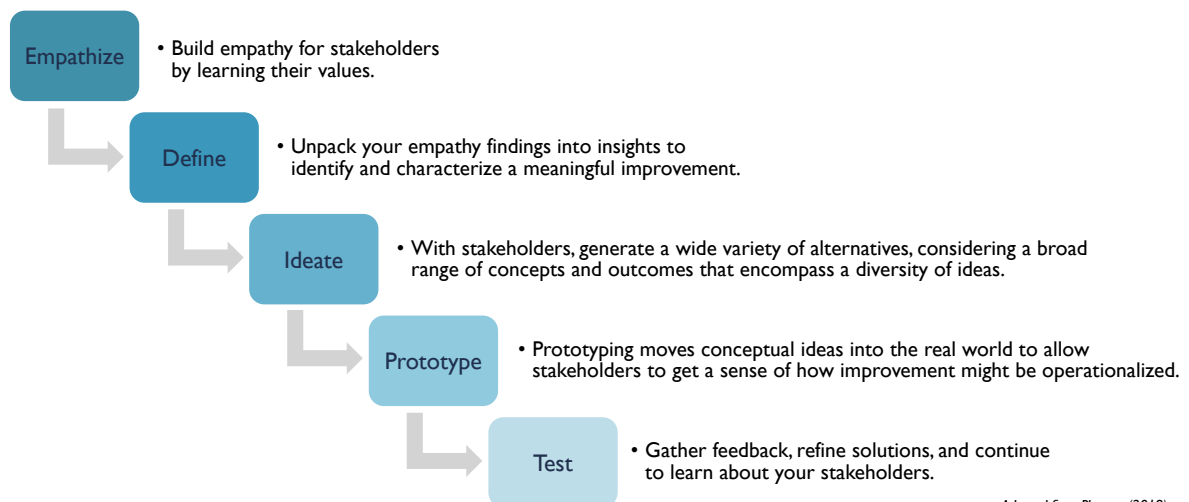 Empathize
• Build empathy for stakeholders
by learning their values.
Define
• Unpack your empathy findings into insights to
identify and characterize a meaningful improvement.
Ideate
• With stakeholders, generate a wide variety of alternatives, considering a broad
range of concepts and outcomes that encompass a diversity of ideas.
Prototype
• Prototyping moves conceptual ideas into the real world to allow
stakeholders to get a sense of how improvement might be operationalized.
Test
• Gather feedback, refine solutions, and continue
to learn about your stakeholders.